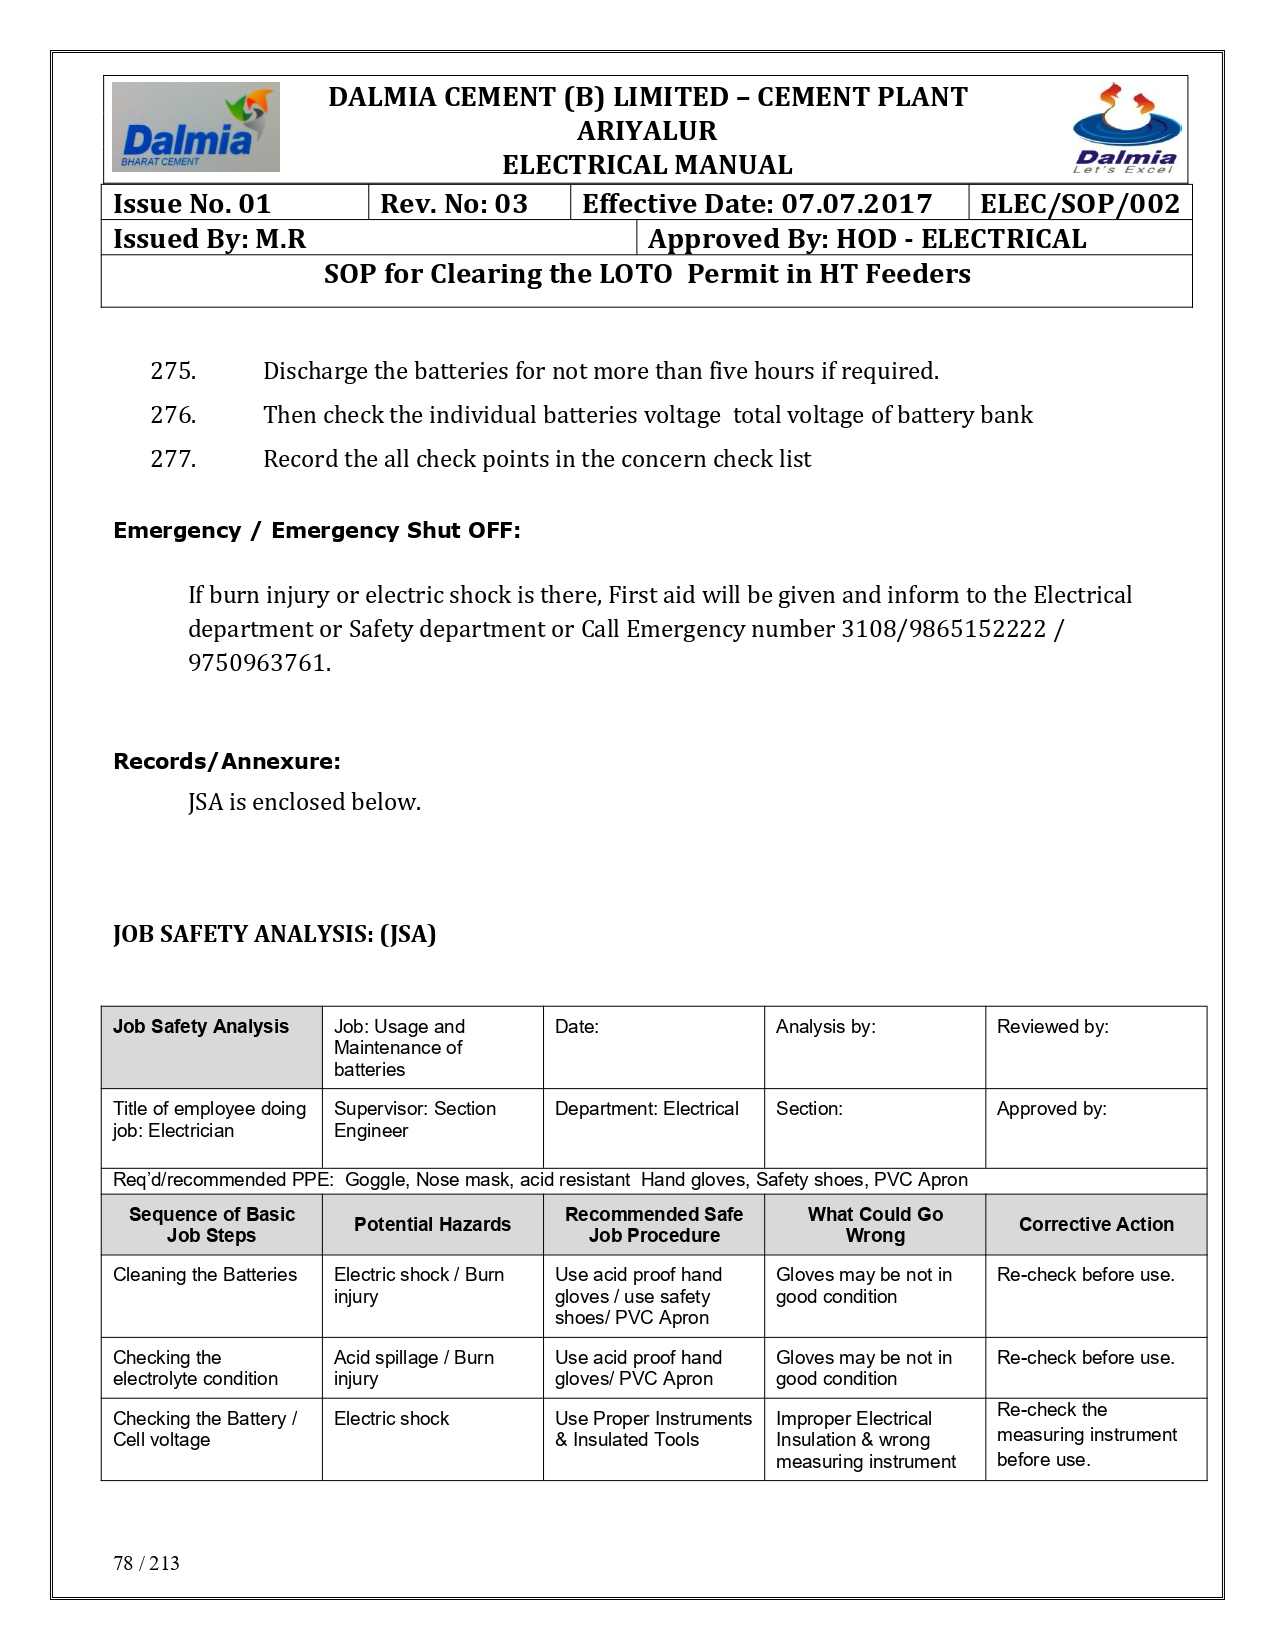 Dalmia
BHARAT CEMENT
DALMIA CEMENT (B) LIMITED – CEMENT PLANT
ARIYALUR
ELECTRICAL MANUAL
Dalmia
Let's Excel
Issue No. 01 Rev. No: 03 Effective Date: 07.07.2017 ELEC/SOP/002
Issued By: M.R Approved By: HOD - ELECTRICAL
SOP for Clearing the LOTO  Permit in HT Feeders
275. Discharge the batteries for not more than five hours if required.
276. Then check the individual batteries voltage  total voltage of battery bank
277. Record the all check points in the concern check list
Emergency / Emergency Shut OFF:
If burn injury or electric shock is there, First aid will be given and inform to the Electrical
department or Safety department or Call Emergency number 3108/9865152222 /
9750963761.
Records/Annexure:
JSA is enclosed below.
JOB SAFETY ANALYSIS: (JSA)
Job Safety Analysis
Job: Usage and
Maintenance of
batteries
Date:
Analysis by:
Reviewed by:
Title of employee doing
job: Electrician
Supervisor: Section
Engineer
Department: Electrical
Section:
Approved by:
Req’d/recommended PPE:  Goggle, Nose mask, acid resistant  Hand gloves, Safety shoes, PVC Apron
Sequence of Basic
Job Steps
Potential Hazards
Recommended Safe
Job Procedure
What Could Go
Wrong
Corrective Action
Cleaning the Batteries
Electric shock / Burn
injury
Use acid proof hand
gloves / use safety
shoes/ PVC Apron
Gloves may be not in
good condition
Re-check before use.
Checking the
electrolyte condition
Acid spillage / Burn
injury
Use acid proof hand
gloves/ PVC Apron
Gloves may be not in
good condition
Re-check before use.
Checking the Battery /
Cell voltage
Electric shock
Use Proper Instruments
& Insulated Tools
Improper Electrical
Insulation & wrong
measuring instrument
Re-check the
measuring instrument
before use.
78 / 213